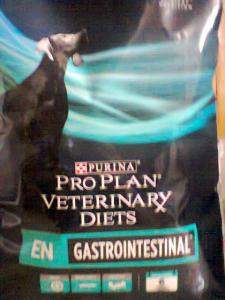 PURINA®
PRO PLAN®
VETERINARY
DIETS
EN GASTROINTESTINAL